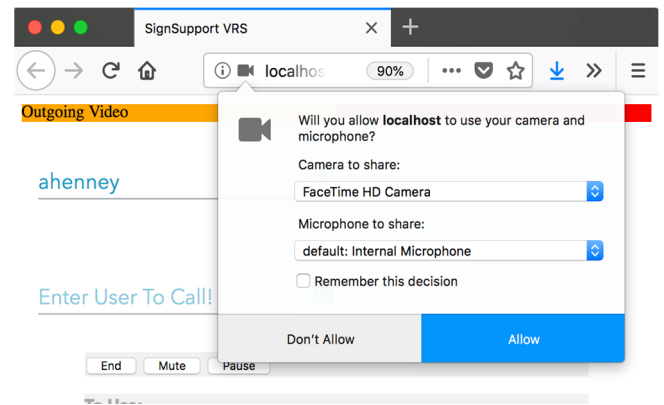 SignSupport VRS
localhos
90%
Outgoing Video
Will you allow localhost to use your camera and
microphone?
Camera to share:
ahenney
FaceTime HD Camera
Microphone to share:
default: Internal Microphone
Remember this decision
Enter User To Call!
Don't Allow
Allow
End
Mute
Pause
To Use: